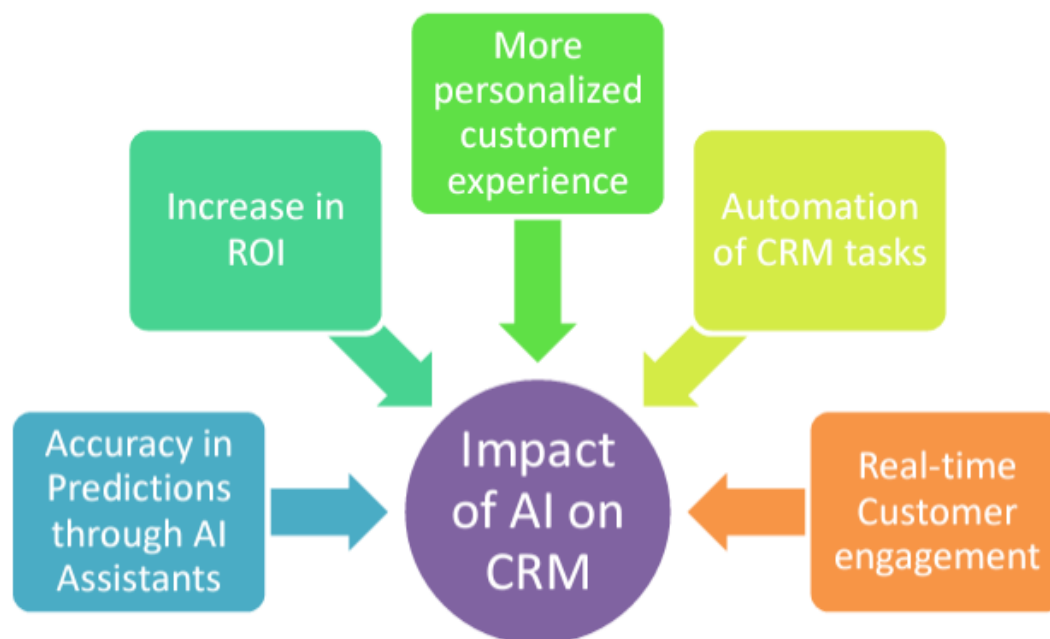 More
personalized
customer
experience
Increase in
ROI
Automation
of CRM tasks
Accuracy in
Predictions
through AI
Assistants
Impact
of AI on
CRM
Real-time
Customer
engagement